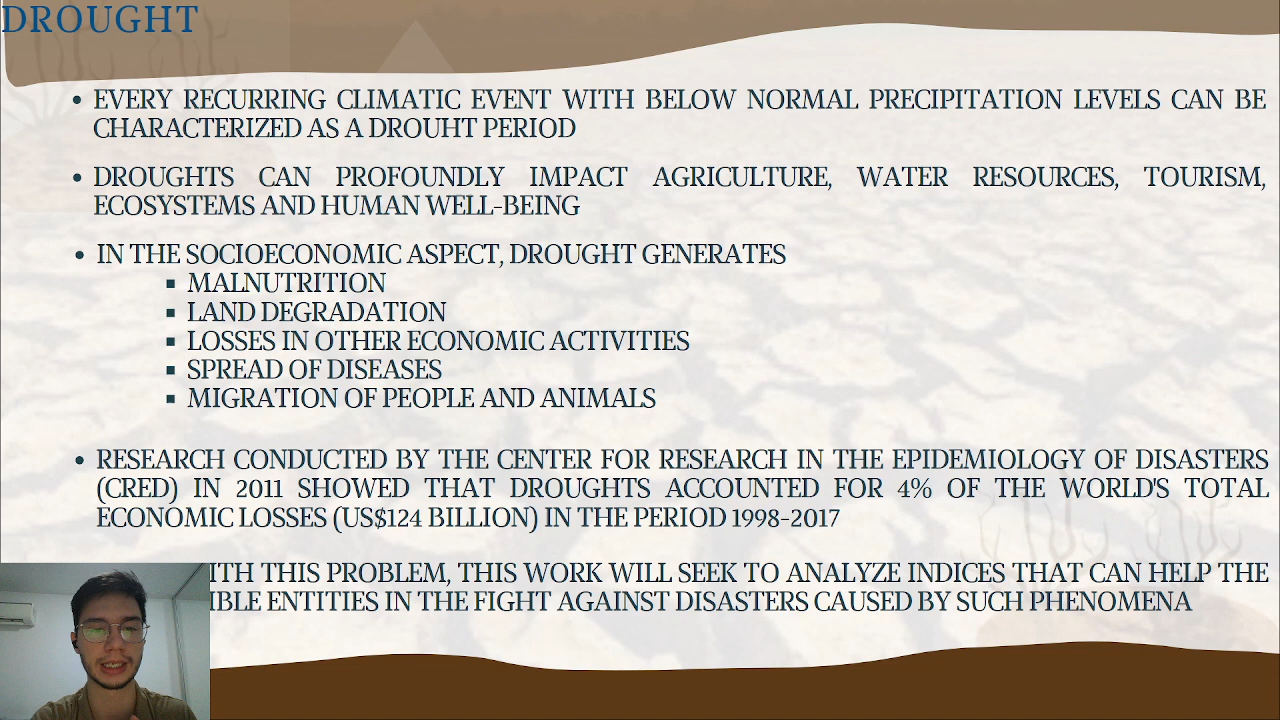 DROUGHT
• EVERY RECURRING CLIMATIC EVENT WITH BELOW NORMAL PRECIPITATION LEVELS CAN BE
CHARACTERIZED AS A DROUHT PERIOD
• DROUGHTS CAN PROFOUNDLY IMPACT AGRICULTURE, WATER RESOURCES, TOURISM,
ECOSYSTEMS AND HUMAN WELL-BEING
• IN THE SOCIOECONOMIC ASPECT, DROUGHT GENERATES
▪ MALNUTRITION
▪ LAND DEGRADATION
▪ LOSSES IN OTHER ECONOMIC ACTIVITIES
▪ SPREAD OF DISEASES
▪ MIGRATION OF PEOPLE AND ANIMALS
• RESEARCH CONDUCTED BY THE CENTER FOR RESEARCH IN THE EPIDEMIOLOGY OF DISASTERS
(CRED) IN 2011 SHOWED THAT DROUGHTS ACCOUNTED FOR 4% OF THE WORLD'S TOTAL
ECONOMIC LOSSES (US$124 BILLION) IN THE PERIOD 1998-2017
THIS PROBLEM, THIS WORK WILL SEEK TO ANALYZE INDICES THAT CAN HELP THE
ENTITIES IN THE FIGHT AGAINST DISASTERS CAUSED BY SUCH PHENOMENA